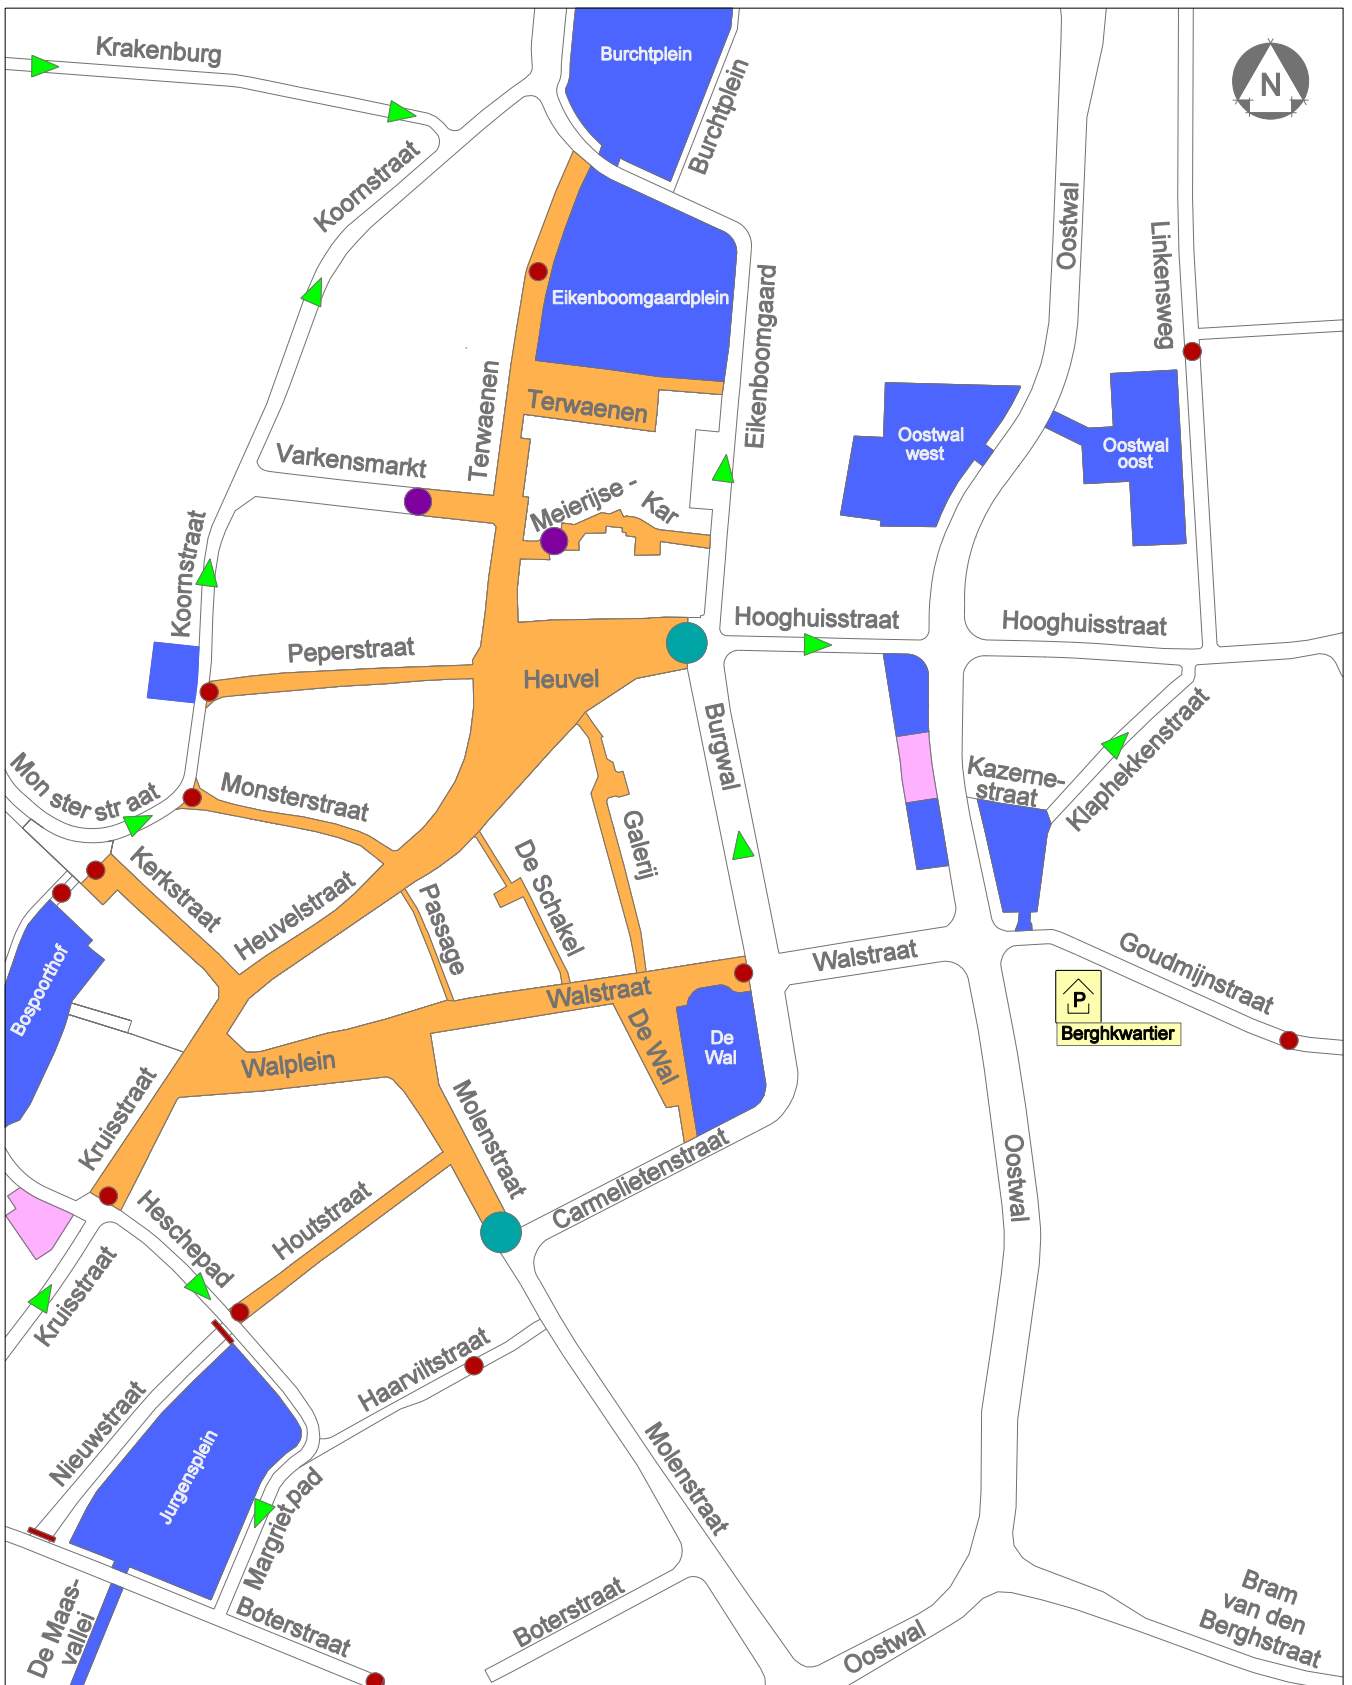 Krakenburg
Burchtplein
Burchtplein
N
Koornstraat
Oostwal
Linkensweg
Eikenboomgaardplein
Eikenboomgaard
Terwaenen
Terwaenen
Varkensmarkt
Oostwal
west
Oostwal
oost
Meierijse -
Kar
Koornstraat
Hooghuisstraat
Hooghuisstraat
Peperstraat
Heuvel
Burgwal
Klaphekkenstraat
Kazerne-
straat
Mon ster str aat
Monsterstraat
Galerij
De Schakel
Kerkstraat
Heuvelstraat
Passage
Walstraat
Goudmijnstraat
Bospoorthof
Walstraat
P
Berghkwartier
De Wal
De
Wal
Walplein
Kruisstraat
Molenstraat
Carmelietenstraat
Oostwal
Heschepad
Houtstraat
Kruisstraat
Haarviltstraat
Nieuwstraat
Jurgensplein
Margrietpad
Molenstraat
De Maas-
vallei
Boterstraat
Boterstraat
Oostwal
Bram
van den
Berghstraat